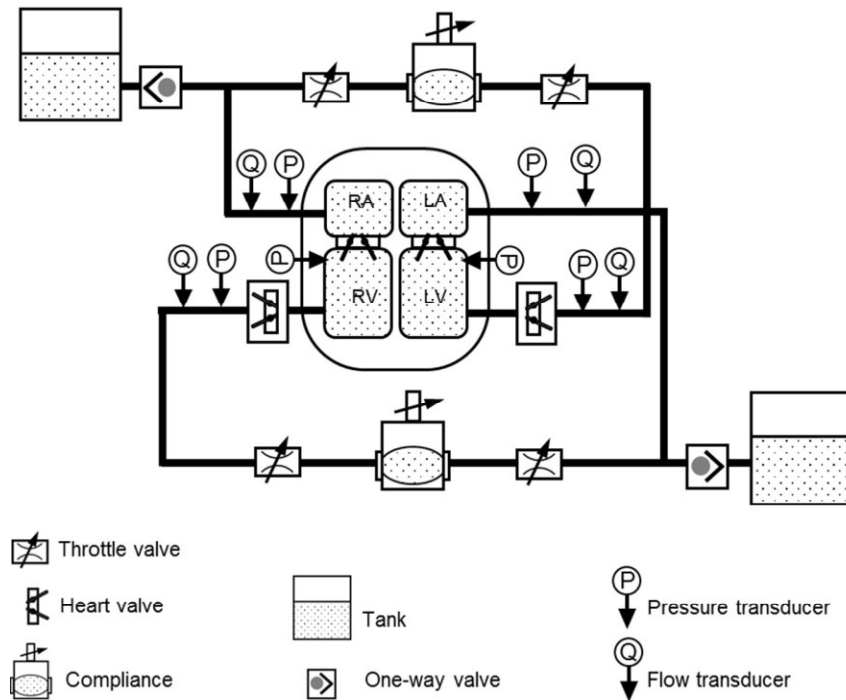 Q P P Q
RA LA
Q P P P P Q
RV LV
Throttle valve
Heart valve
Compliance
Tank
One-way valve
P
Pressure transducer
Q
Flow transducer